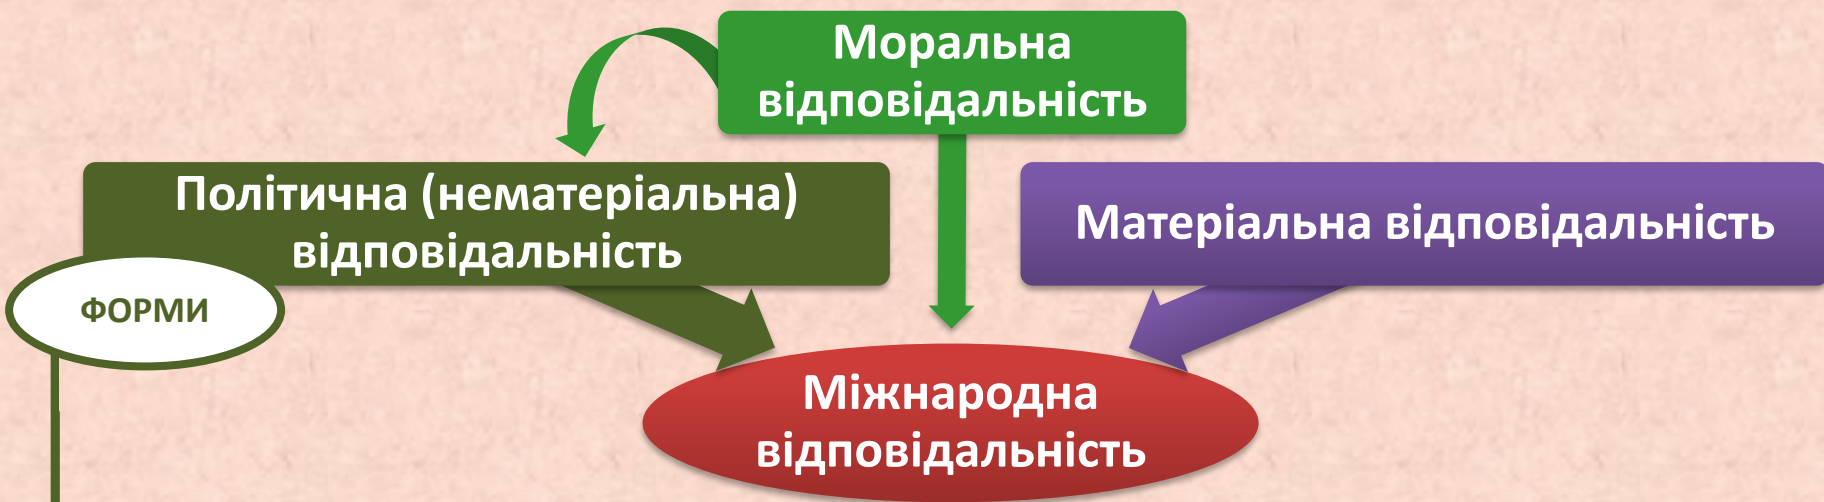 Моральна
відповідальність
Політична (нематеріальна)
відповідальність
Матеріальна відповідальність
ФОРМИ
Міжнародна
відповідальність